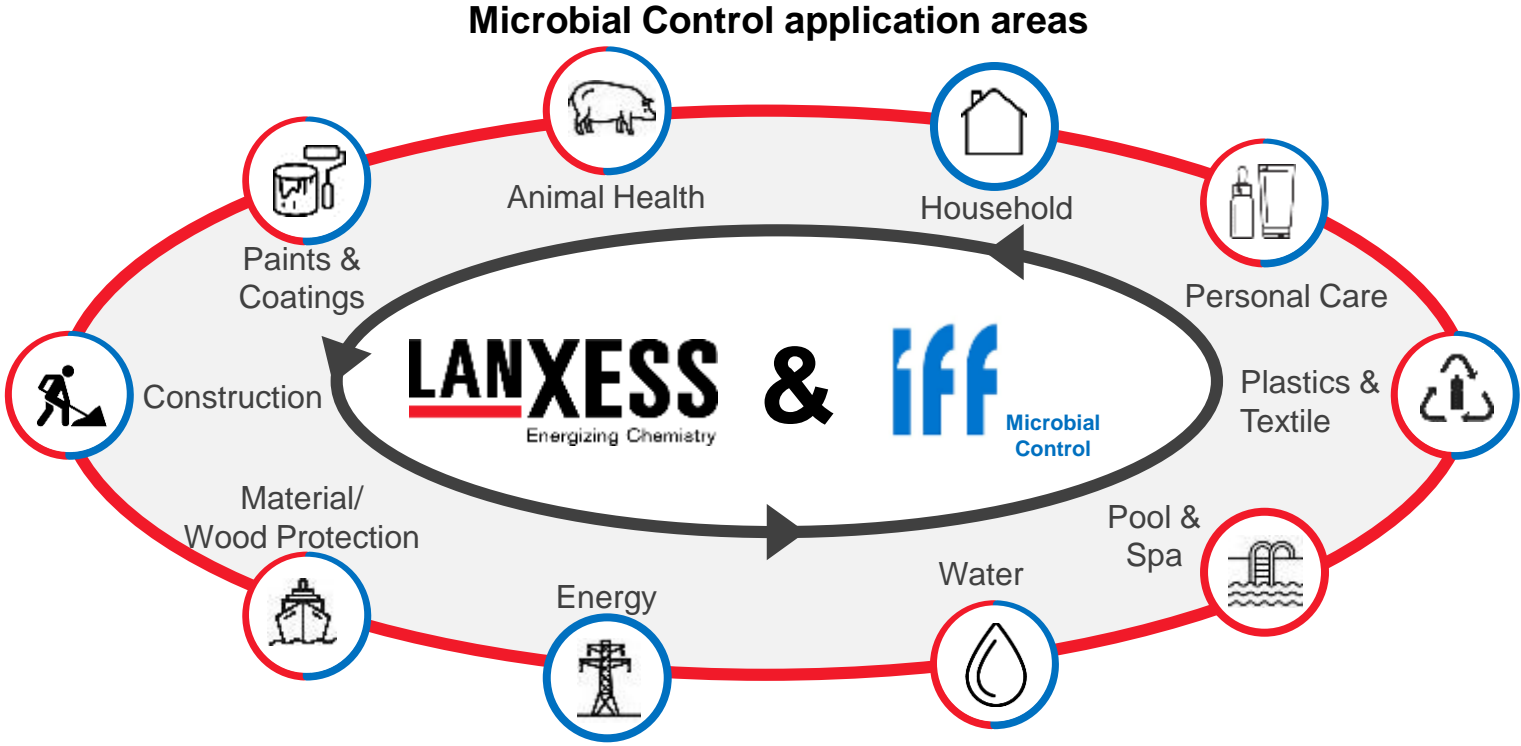 Microbial Control application areas
Animal Health
Household
Paints &
Coatings
Personal Care
Construction
LANXESS
Energizing Chemistry
&
iff
Microbial
Control
Plastics &
Textile
Material/
Wood Protection
Pool &
Spa
Energy
Water